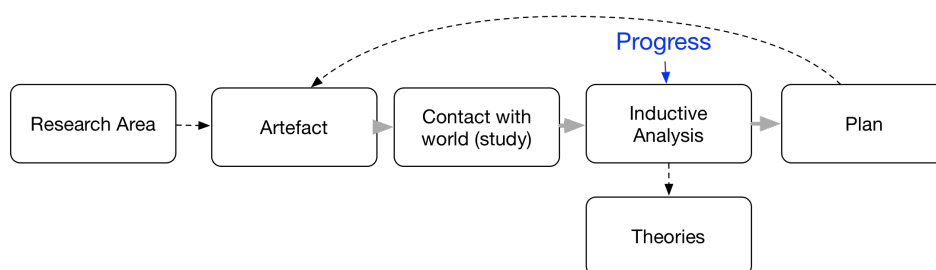 Progress
Research Area
Artefact
Contact with
world (study)
Inductive
Analysis
Plan
Theories